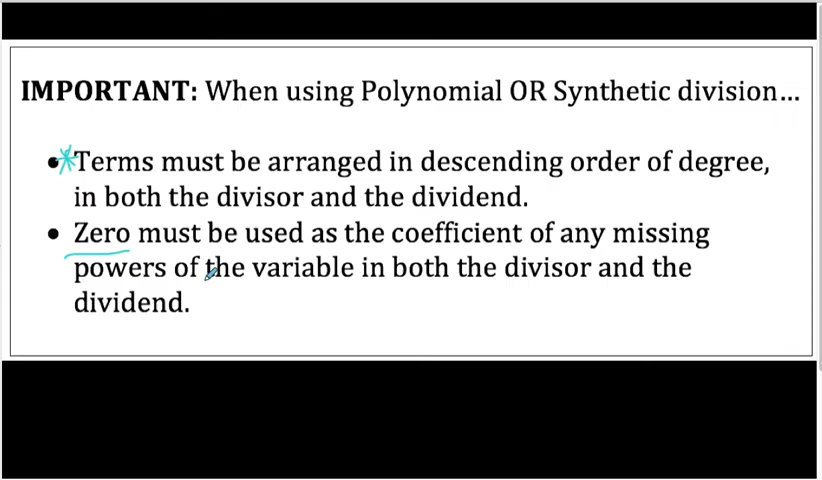 IMPORTANT: When using Polynomial OR Synthetic division...
• Terms must be arranged in descending order of degree,
in both the divisor and the dividend.
• Zero must be used as the coefficient of any missing
powers of the variable in both the divisor and the
dividend.